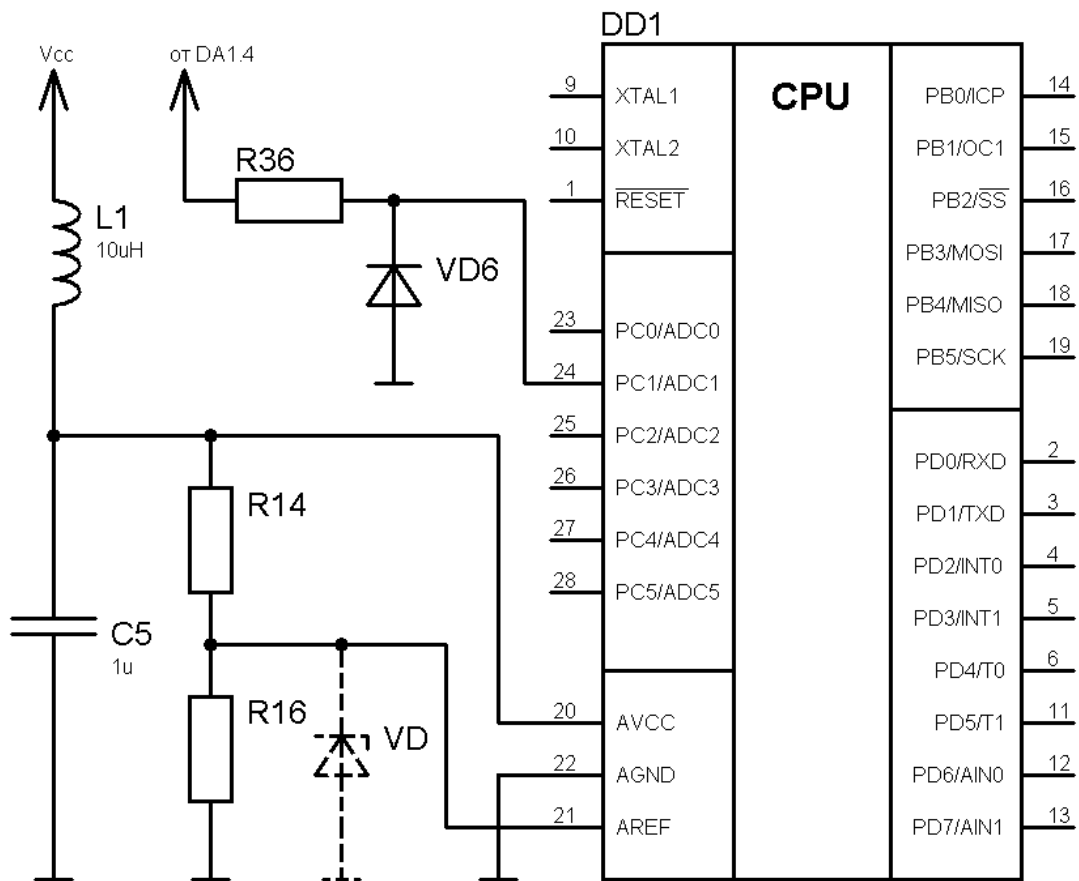 DD1
Vcc
от DA1.4
CPU
9
XTAL1
PB0/ICP
14
10
XTAL2
PB1/OC1
15
R36
1
RESET
PB2/SS
16
L1
10uH
PB3/MOSI
17
VD6
PB4/MISO
18
23
PC0/ADC0
PB5/SCK
19
24
PC1/ADC1
25
PC2/ADC2
PD0/RXD
2
26
PC3/ADC3
R14
PD1/TXD
3
27
PC4/ADC4
PD2/INT0
4
28
PC5/ADC5
PD3/INT1
5
C5
1u
PD4/T0
6
R16
VD
20
AVCC
PD5/T1
11
22
AGND
PD6/AIN0
12
21
AREF
PD7/AIN1
13